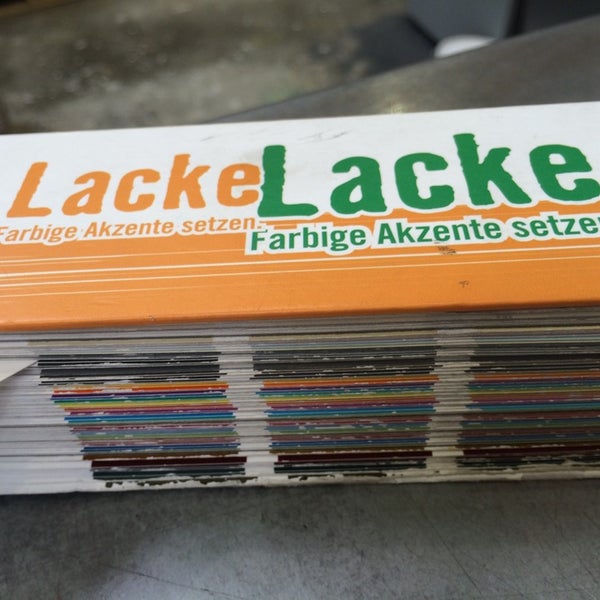 Lacke
Farbige Akzente setzen.
Lacke
Farbige Akzente setzen